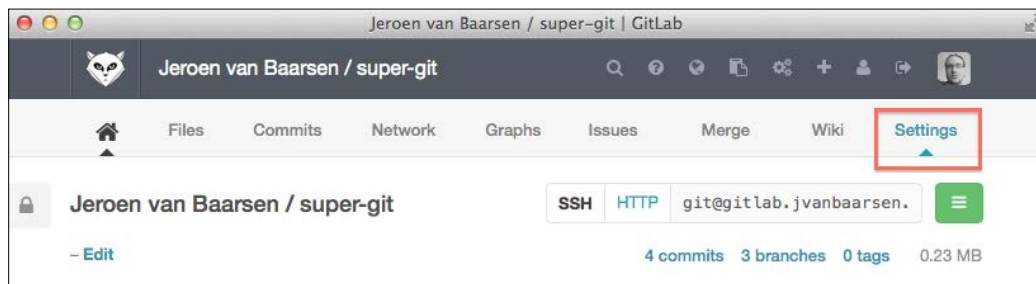 Jeroen van Baarsen / super-git | GitLab
Jeroen van Baarsen / super-git
Files Commits Network Graphs Issues Merge Wiki Settings
Jeroen van Baarsen / super-git SSH HTTP git@gitlab.jvanbaarsen.
– Edit 4 commits 3 branches 0 tags 0.23 MB